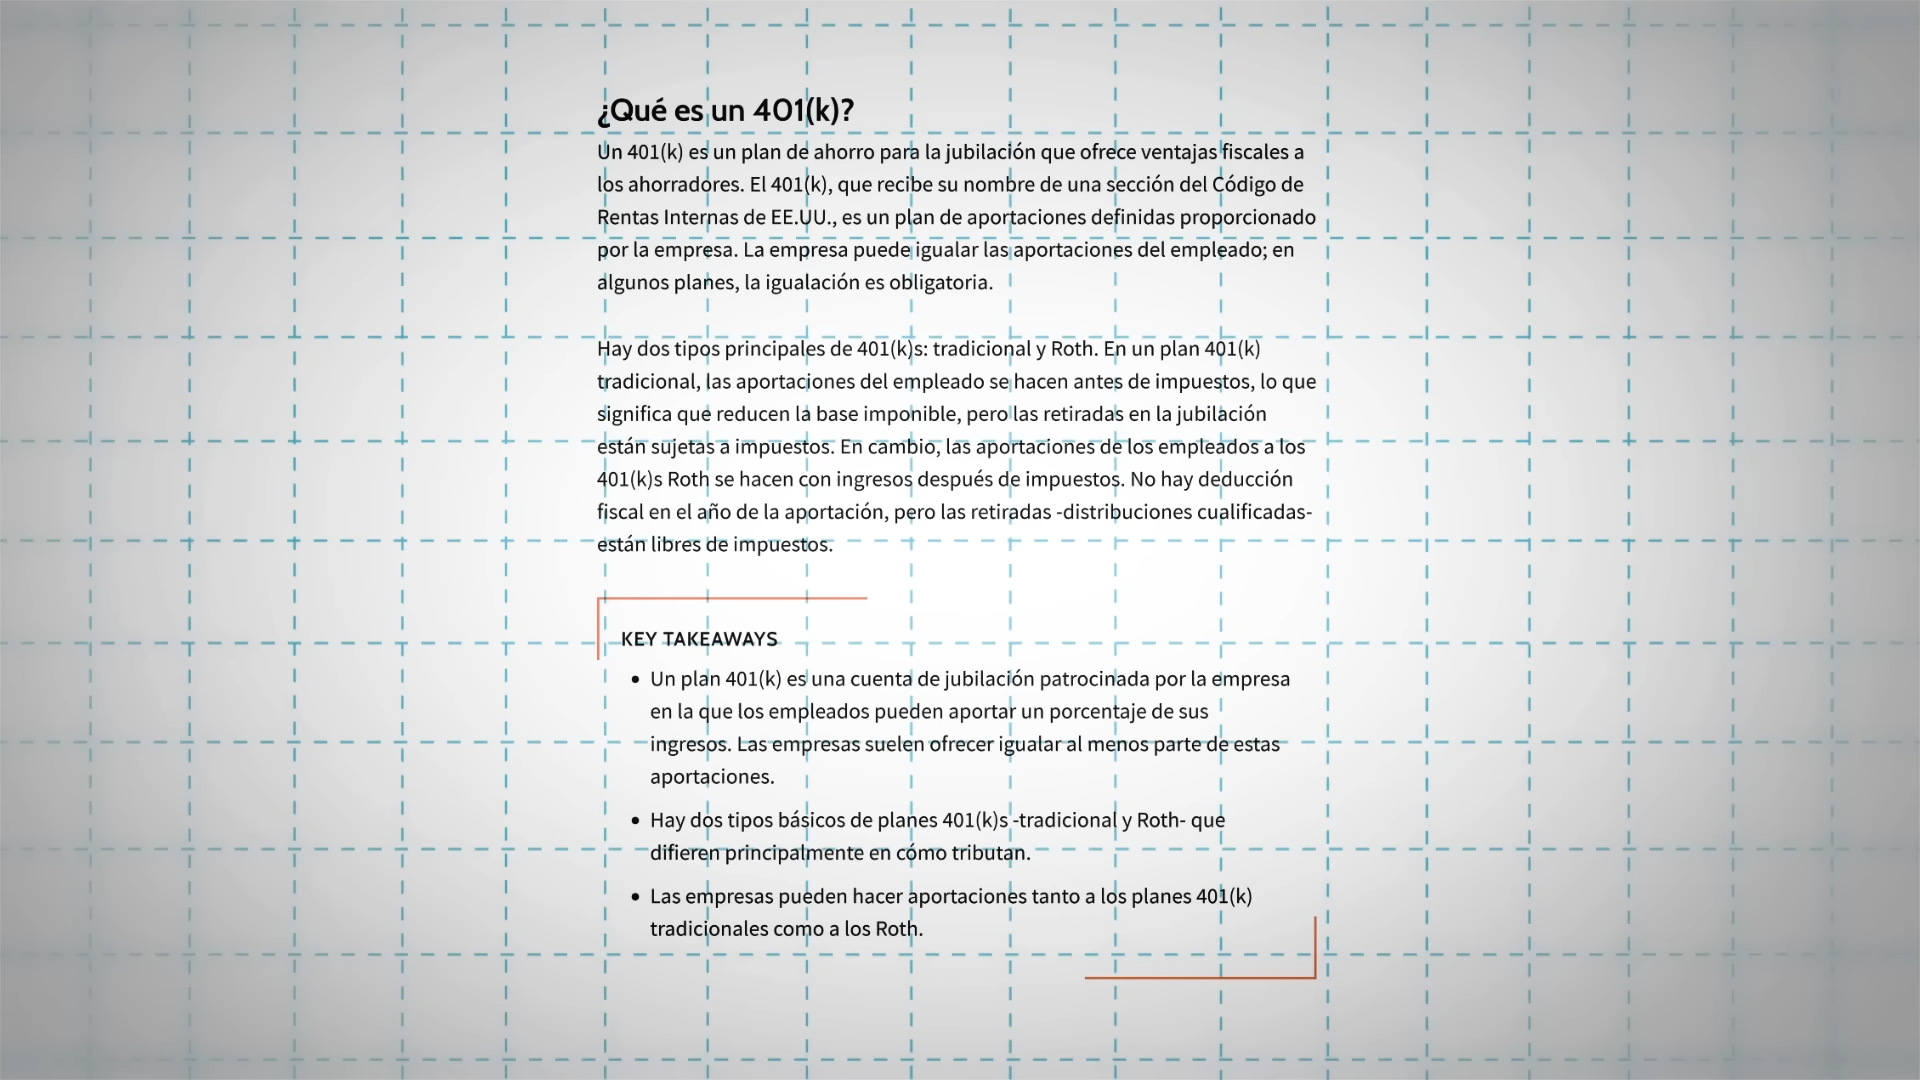 ¿Qué es un 401(k)?
Un 401(k) es un plan de ahorro para la jubilación que ofrece ventajas fiscales a
los ahorradores. El 401(k), que recibe su nombre de una sección del Código de
Rentas Internas de EE.UU., es un plan de aportaciones definidas proporcionado
por la empresa. La empresa puede igualar las aportaciones del empleado; en
algunos planes, la igualación es obligatoria.
Hay dos tipos principales de 401(k)s: tradicional y Roth. En un plan 401(k)
tradicional, las aportaciones del empleado se hacen antes de impuestos, lo que
significa que reducen la base imponible, pero las retiradas en la jubilación
están sujetas a impuestos. En cambio, las aportaciones de los empleados a los
401(k)s Roth se hacen con ingresos después de impuestos. No hay deducción
fiscal en el año de la aportación, pero las retiradas -distribuciones cualificadas-
están libres de impuestos.
KEY TAKEAWAYS
• Un plan 401(k) es una cuenta de jubilación patrocinada por la empresa
en la que los empleados pueden aportar un porcentaje de sus
ingresos. Las empresas suelen ofrecer igualar al menos parte de estas
aportaciones.
• Hay dos tipos básicos de planes 401(k)s -tradicional y Roth- que
difieren principalmente en cómo tributan.
• Las empresas pueden hacer aportaciones tanto a los planes 401(k)
tradicionales como a los Roth.